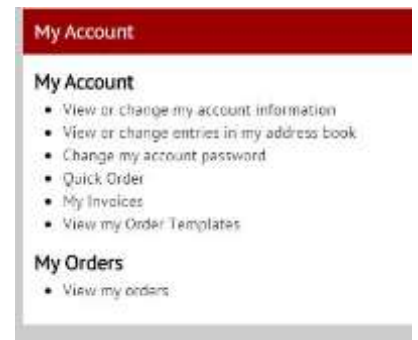 My Account
My Account
View or change my account information
View or change entries in my address book
Change my account password
Quick Order
My Invoices
View my Order Templates
My Orders
View my orders